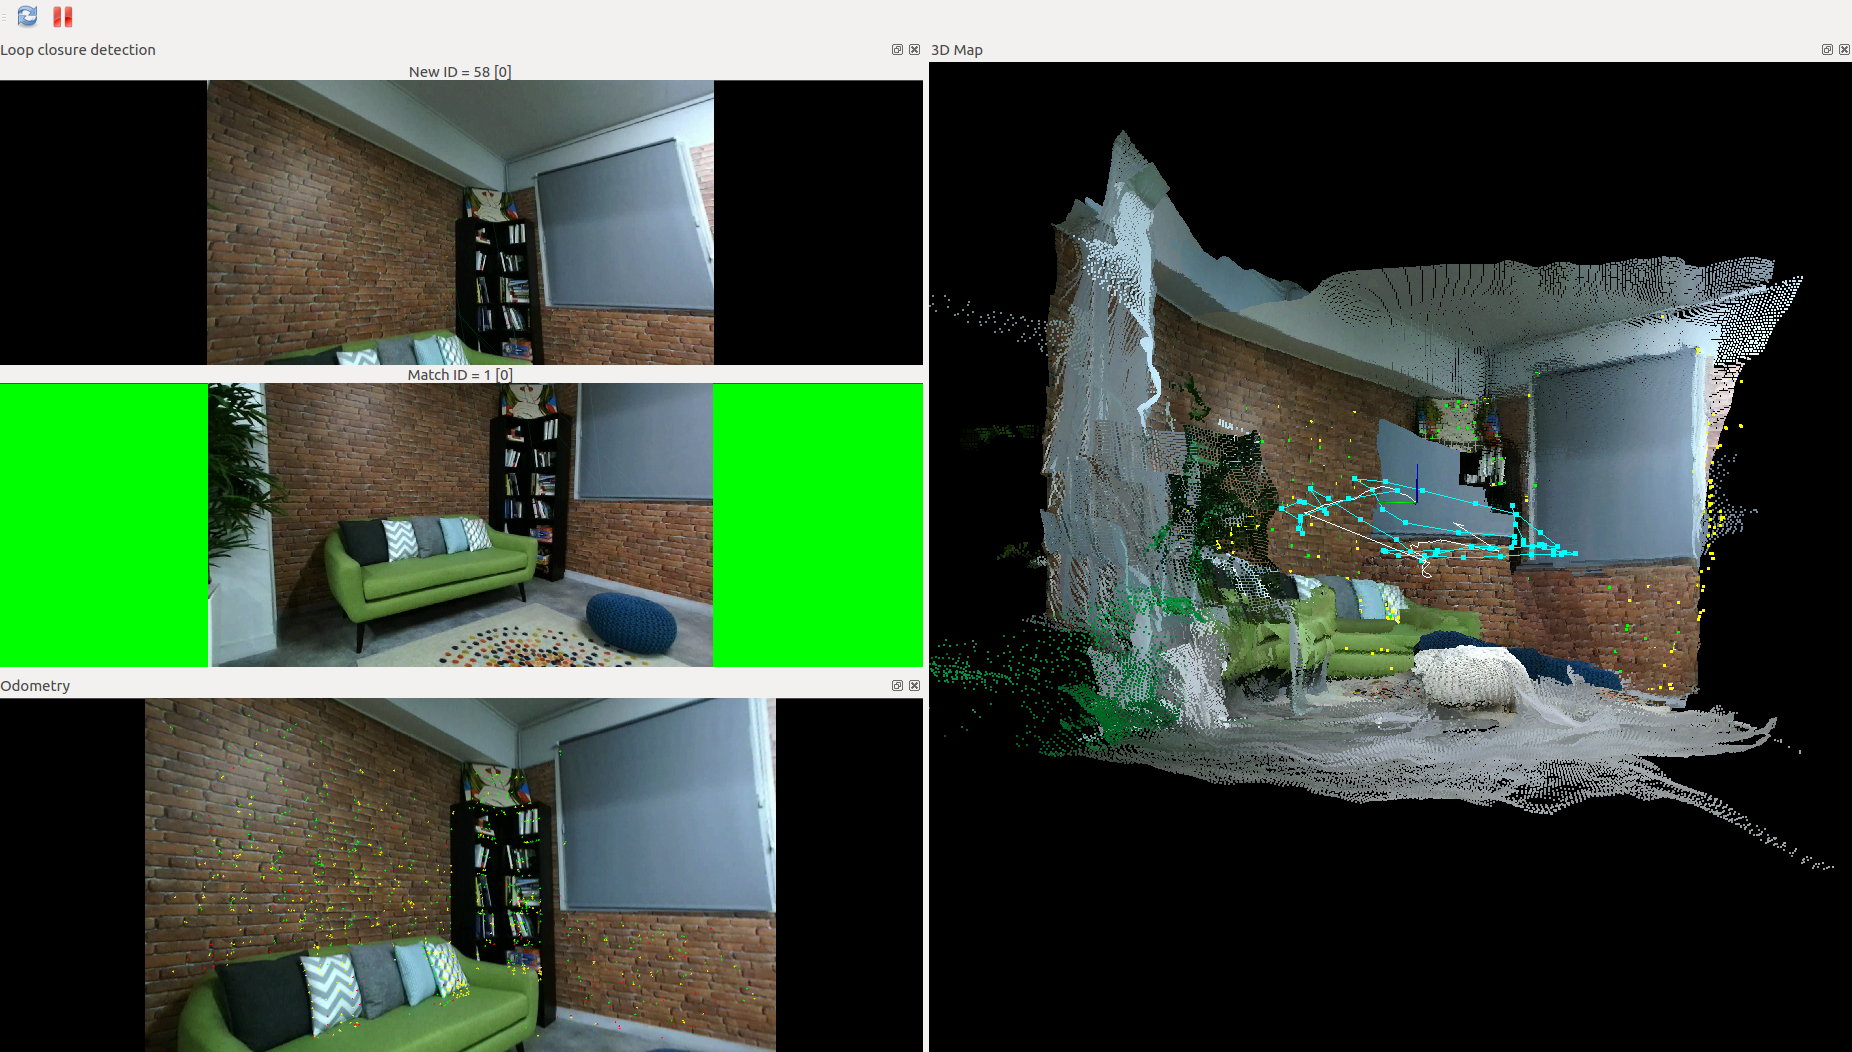 Loop closure detection
New ID = 58 [0]
Match ID = 1 [0]
Odometry
3D Map